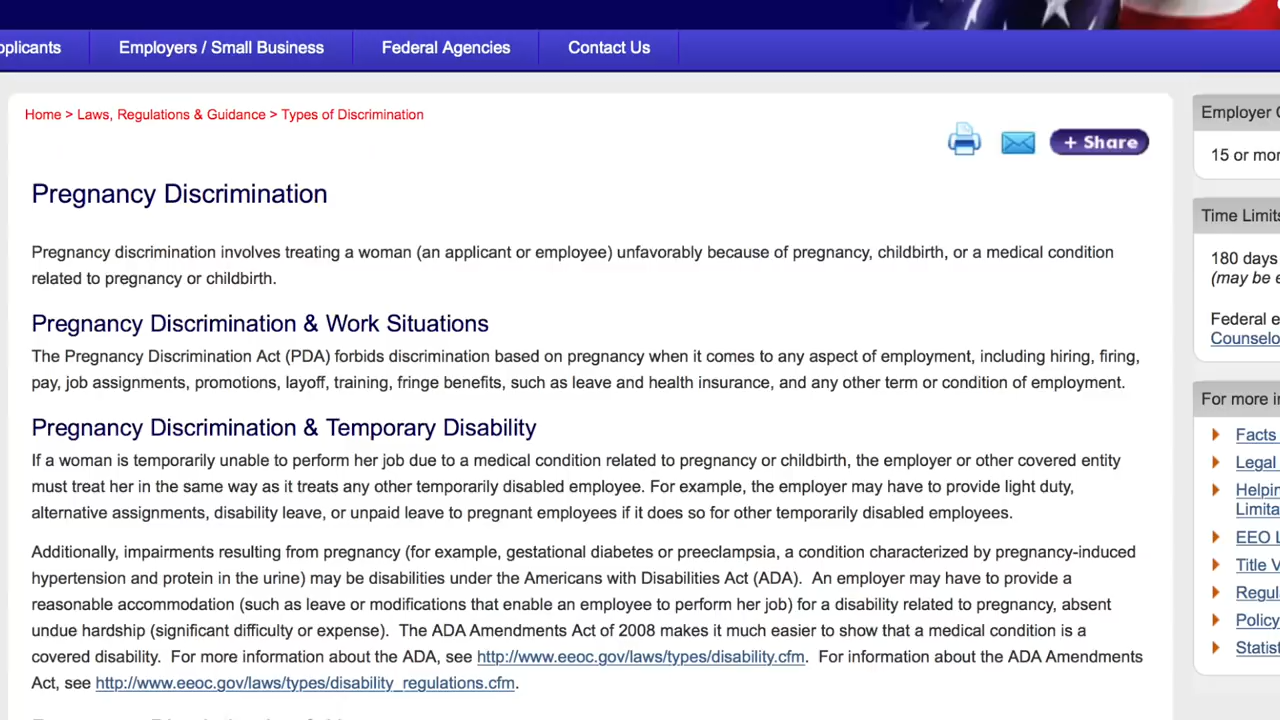 Employers / Small Business
Federal Agencies
Contact Us
Home > Laws, Regulations & Guidance > Types of Discrimination
+ Share
Pregnancy Discrimination
Pregnancy discrimination involves treating a woman (an applicant or employee) unfavorably because of pregnancy, childbirth, or a medical condition
related to pregnancy or childbirth.
Pregnancy Discrimination & Work Situations
The Pregnancy Discrimination Act (PDA) forbids discrimination based on pregnancy when it comes to any aspect of employment, including hiring, firing,
pay, job assignments, promotions, layoff, training, fringe benefits, such as leave and health insurance, and any other term or condition of employment.
Pregnancy Discrimination & Temporary Disability
If a woman is temporarily unable to perform her job due to a medical condition related to pregnancy or childbirth, the employer or other covered entity
must treat her in the same way as it treats any other temporarily disabled employee. For example, the employer may have to provide light duty,
alternative assignments, disability leave, or unpaid leave to pregnant employees if it does so for other temporarily disabled employees.
Additionally, impairments resulting from pregnancy (for example, gestational diabetes or preeclampsia, a condition characterized by pregnancy-induced
hypertension and protein in the urine) may be disabilities under the Americans with Disabilities Act (ADA). An employer may have to provide a
reasonable accommodation (such as leave or modifications that enable an employee to perform her job) for a disability related to pregnancy, absent
undue hardship (significant difficulty or expense). The ADA Amendments Act of 2008 makes it much easier to show that a medical condition is a
covered disability. For more information about the ADA, see http://www.eeoc.gov/laws/types/disability.cfm. For information about the ADA Amendments
Act, see http://www.eeoc.gov/laws/types/disability_regulations.cfm.
Employer
15 or
Time
180 days
(may be
Federal
For more
Facts
Legal
EEO
Title